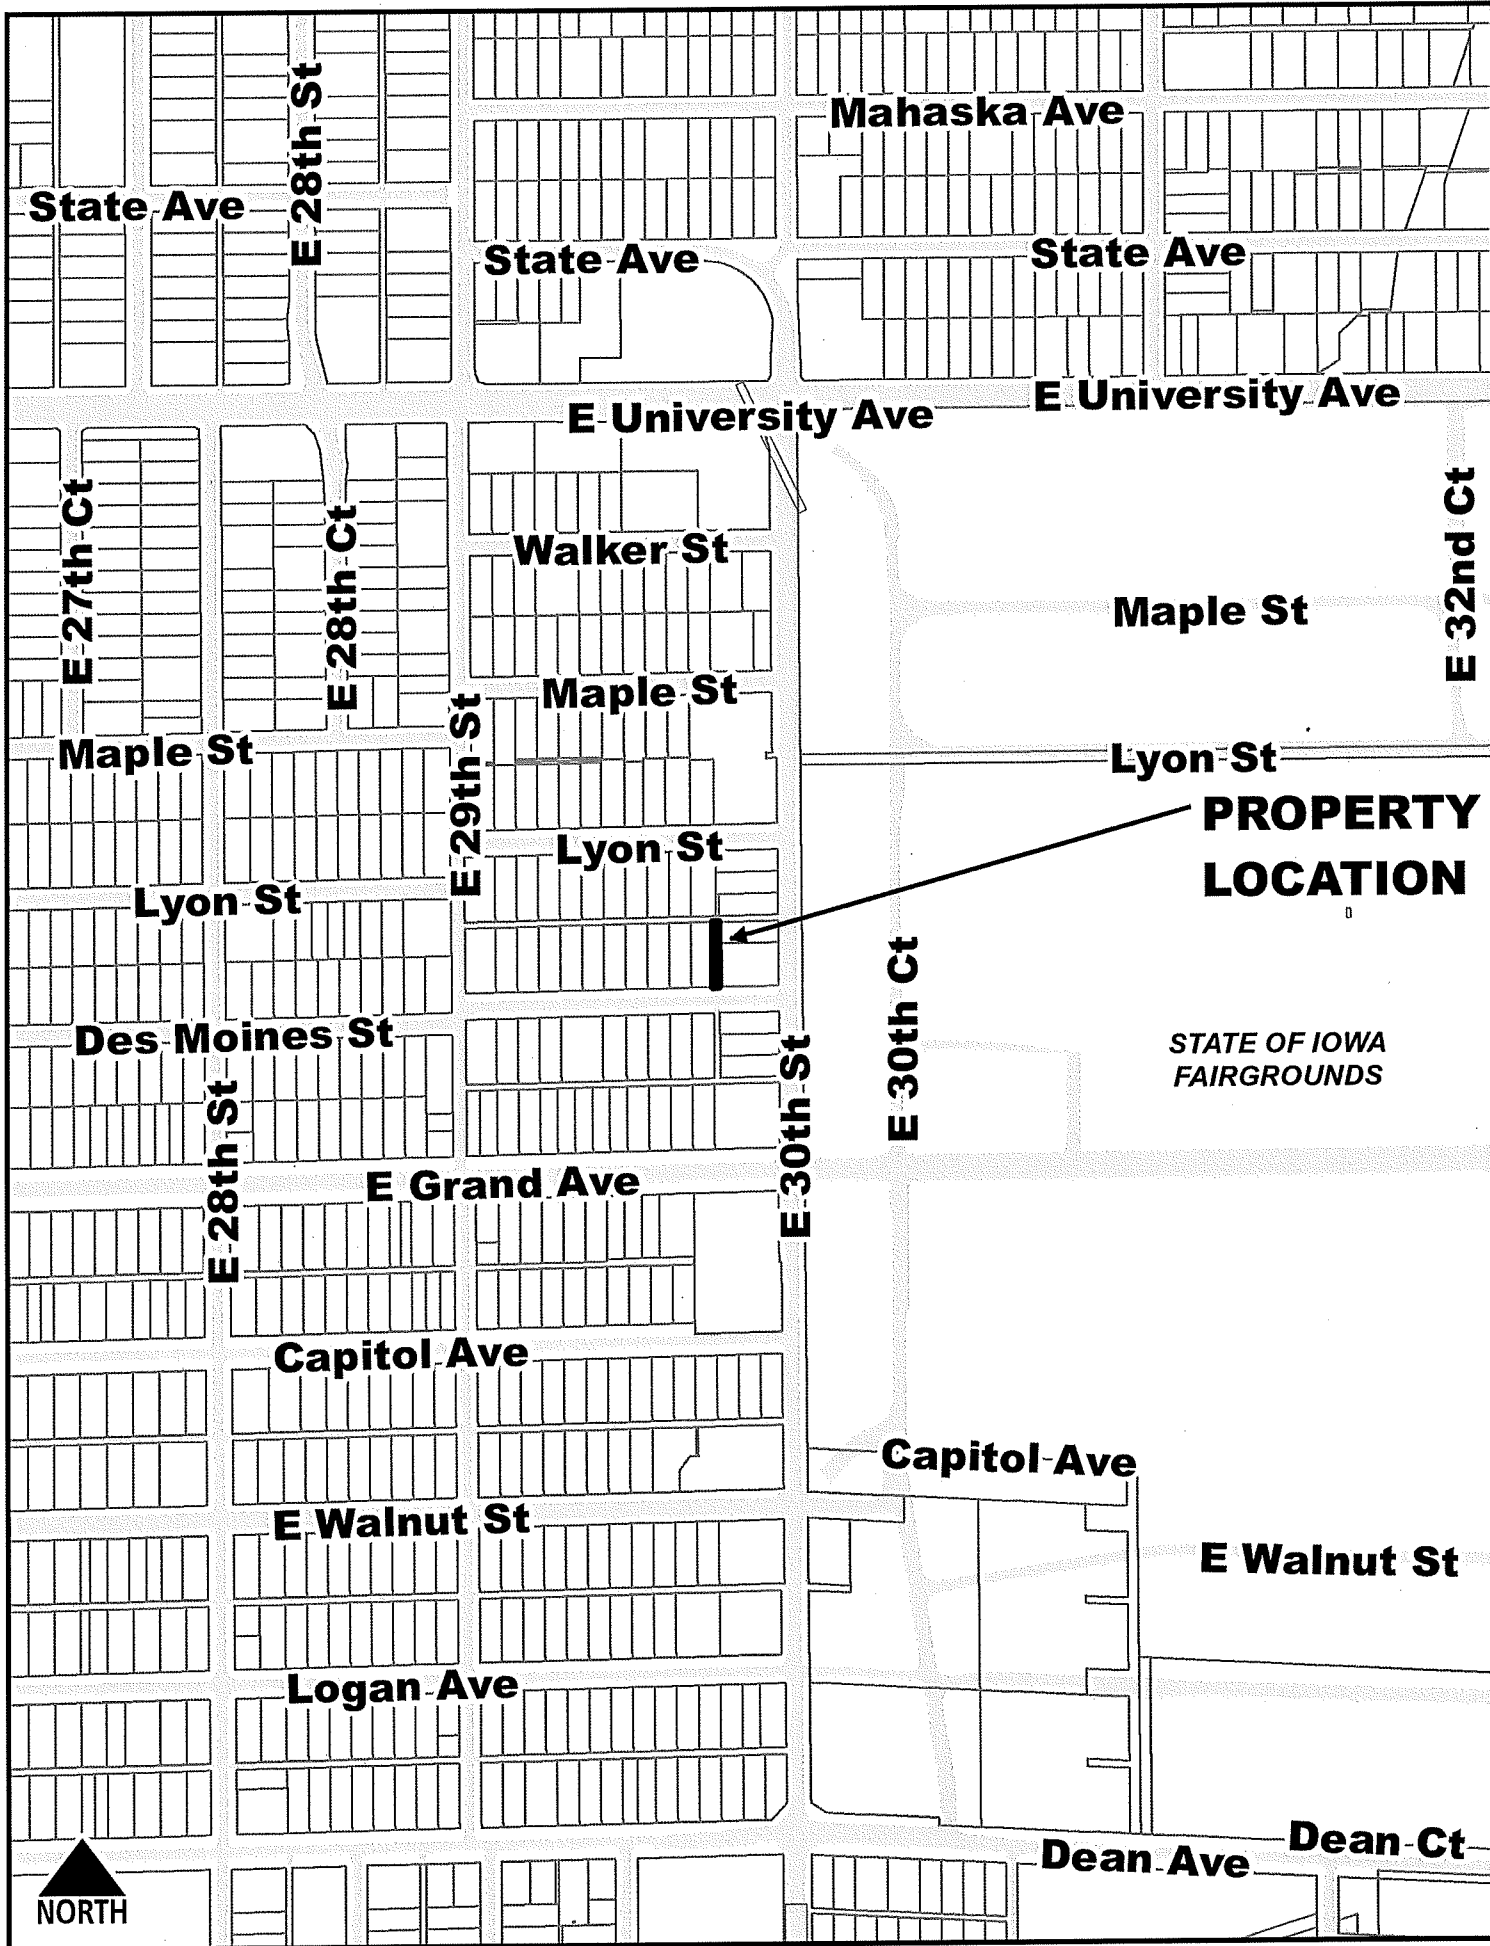 Mahaska Ave
E 28th St
State Ave
State Ave
State Ave
E University Ave
E University Ave
E 27th Ct
E 28th Ct
Walker St
E 32nd Ct
Maple St
Maple St
Maple St
E 29th St
Lyon St
PROPERTY
LOCATION
Lyon St
Lyon St
E 30th Ct
Des Moines St
STATE OF IOWA
FAIRGROUNDS
E 30th St
E 28th St
E Grand Ave
Capitol Ave
Capitol Ave
E Walnut St
E Walnut St
Logan Ave
Dean Ave
Dean Ct
NORTH